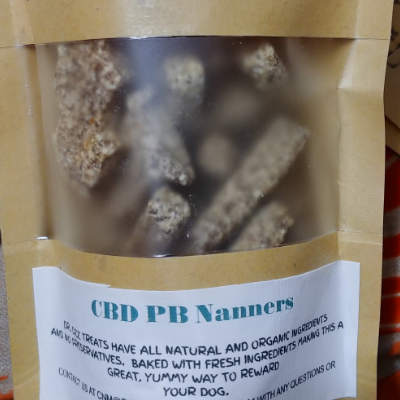 CBD PB Nanners
TREATS HAVE ALL NATURAL AND ORGANIC INGREDIENTS
AND NO PRESERVATIVES. BAKED WITH FRESH INGREDIENTS MAKING THIS A
GREAT, YUMMY WAY TO REWARD
YOUR DOG.
CONTACT US AT WITH ANY QUESTIONS OR